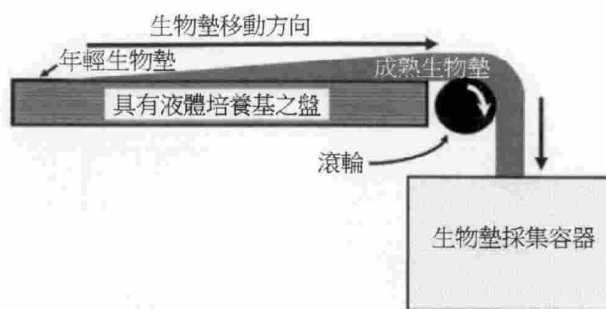 生物墊移動方向
年輕生物墊
成熟生物墊
具有液體培養基之盤
滾輪
生物墊採集容器